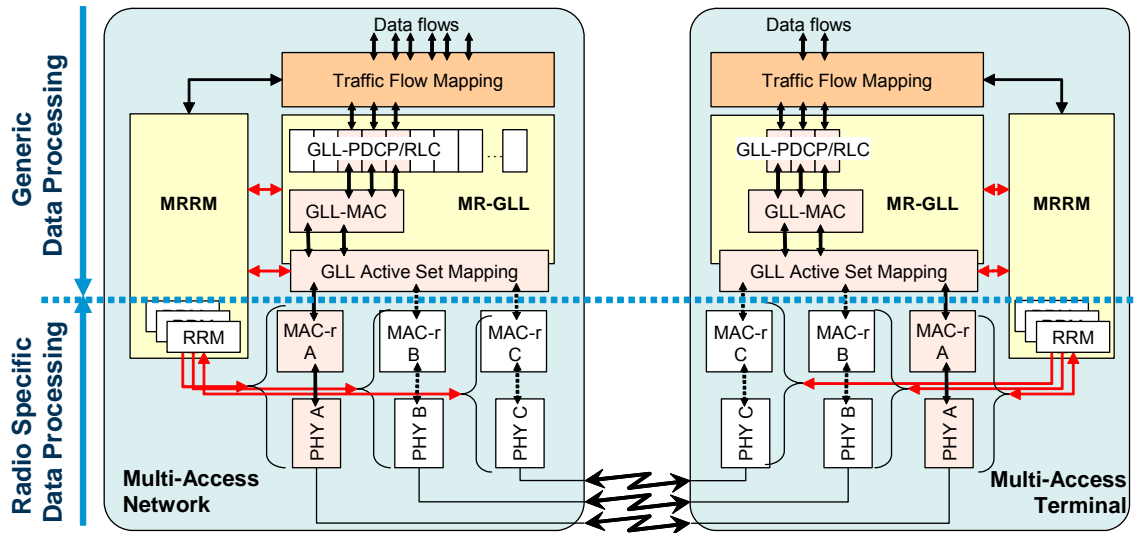 Generic
Data Processing
Radio Specific
Data Processing
Data flows
Traffic Flow Mapping
MRRM
GLL-PDCP/RLC
...
GLL-MAC
MR-GLL
GLL Active Set Mapping
RRM
MAC-r
A
MAC-r
B
MAC-r
C
PHY A
PHY B
PHY C
Multi-Access
Network
Data flows
Traffic Flow Mapping
GLL-PDCP/RLC
GLL-MAC
MR-GLL
MRRM
GLL Active Set Mapping
MAC-r
C
MAC-r
B
MAC-r
A
RRM
PHY C
PHY B
PHY A
Multi-Access
Terminal